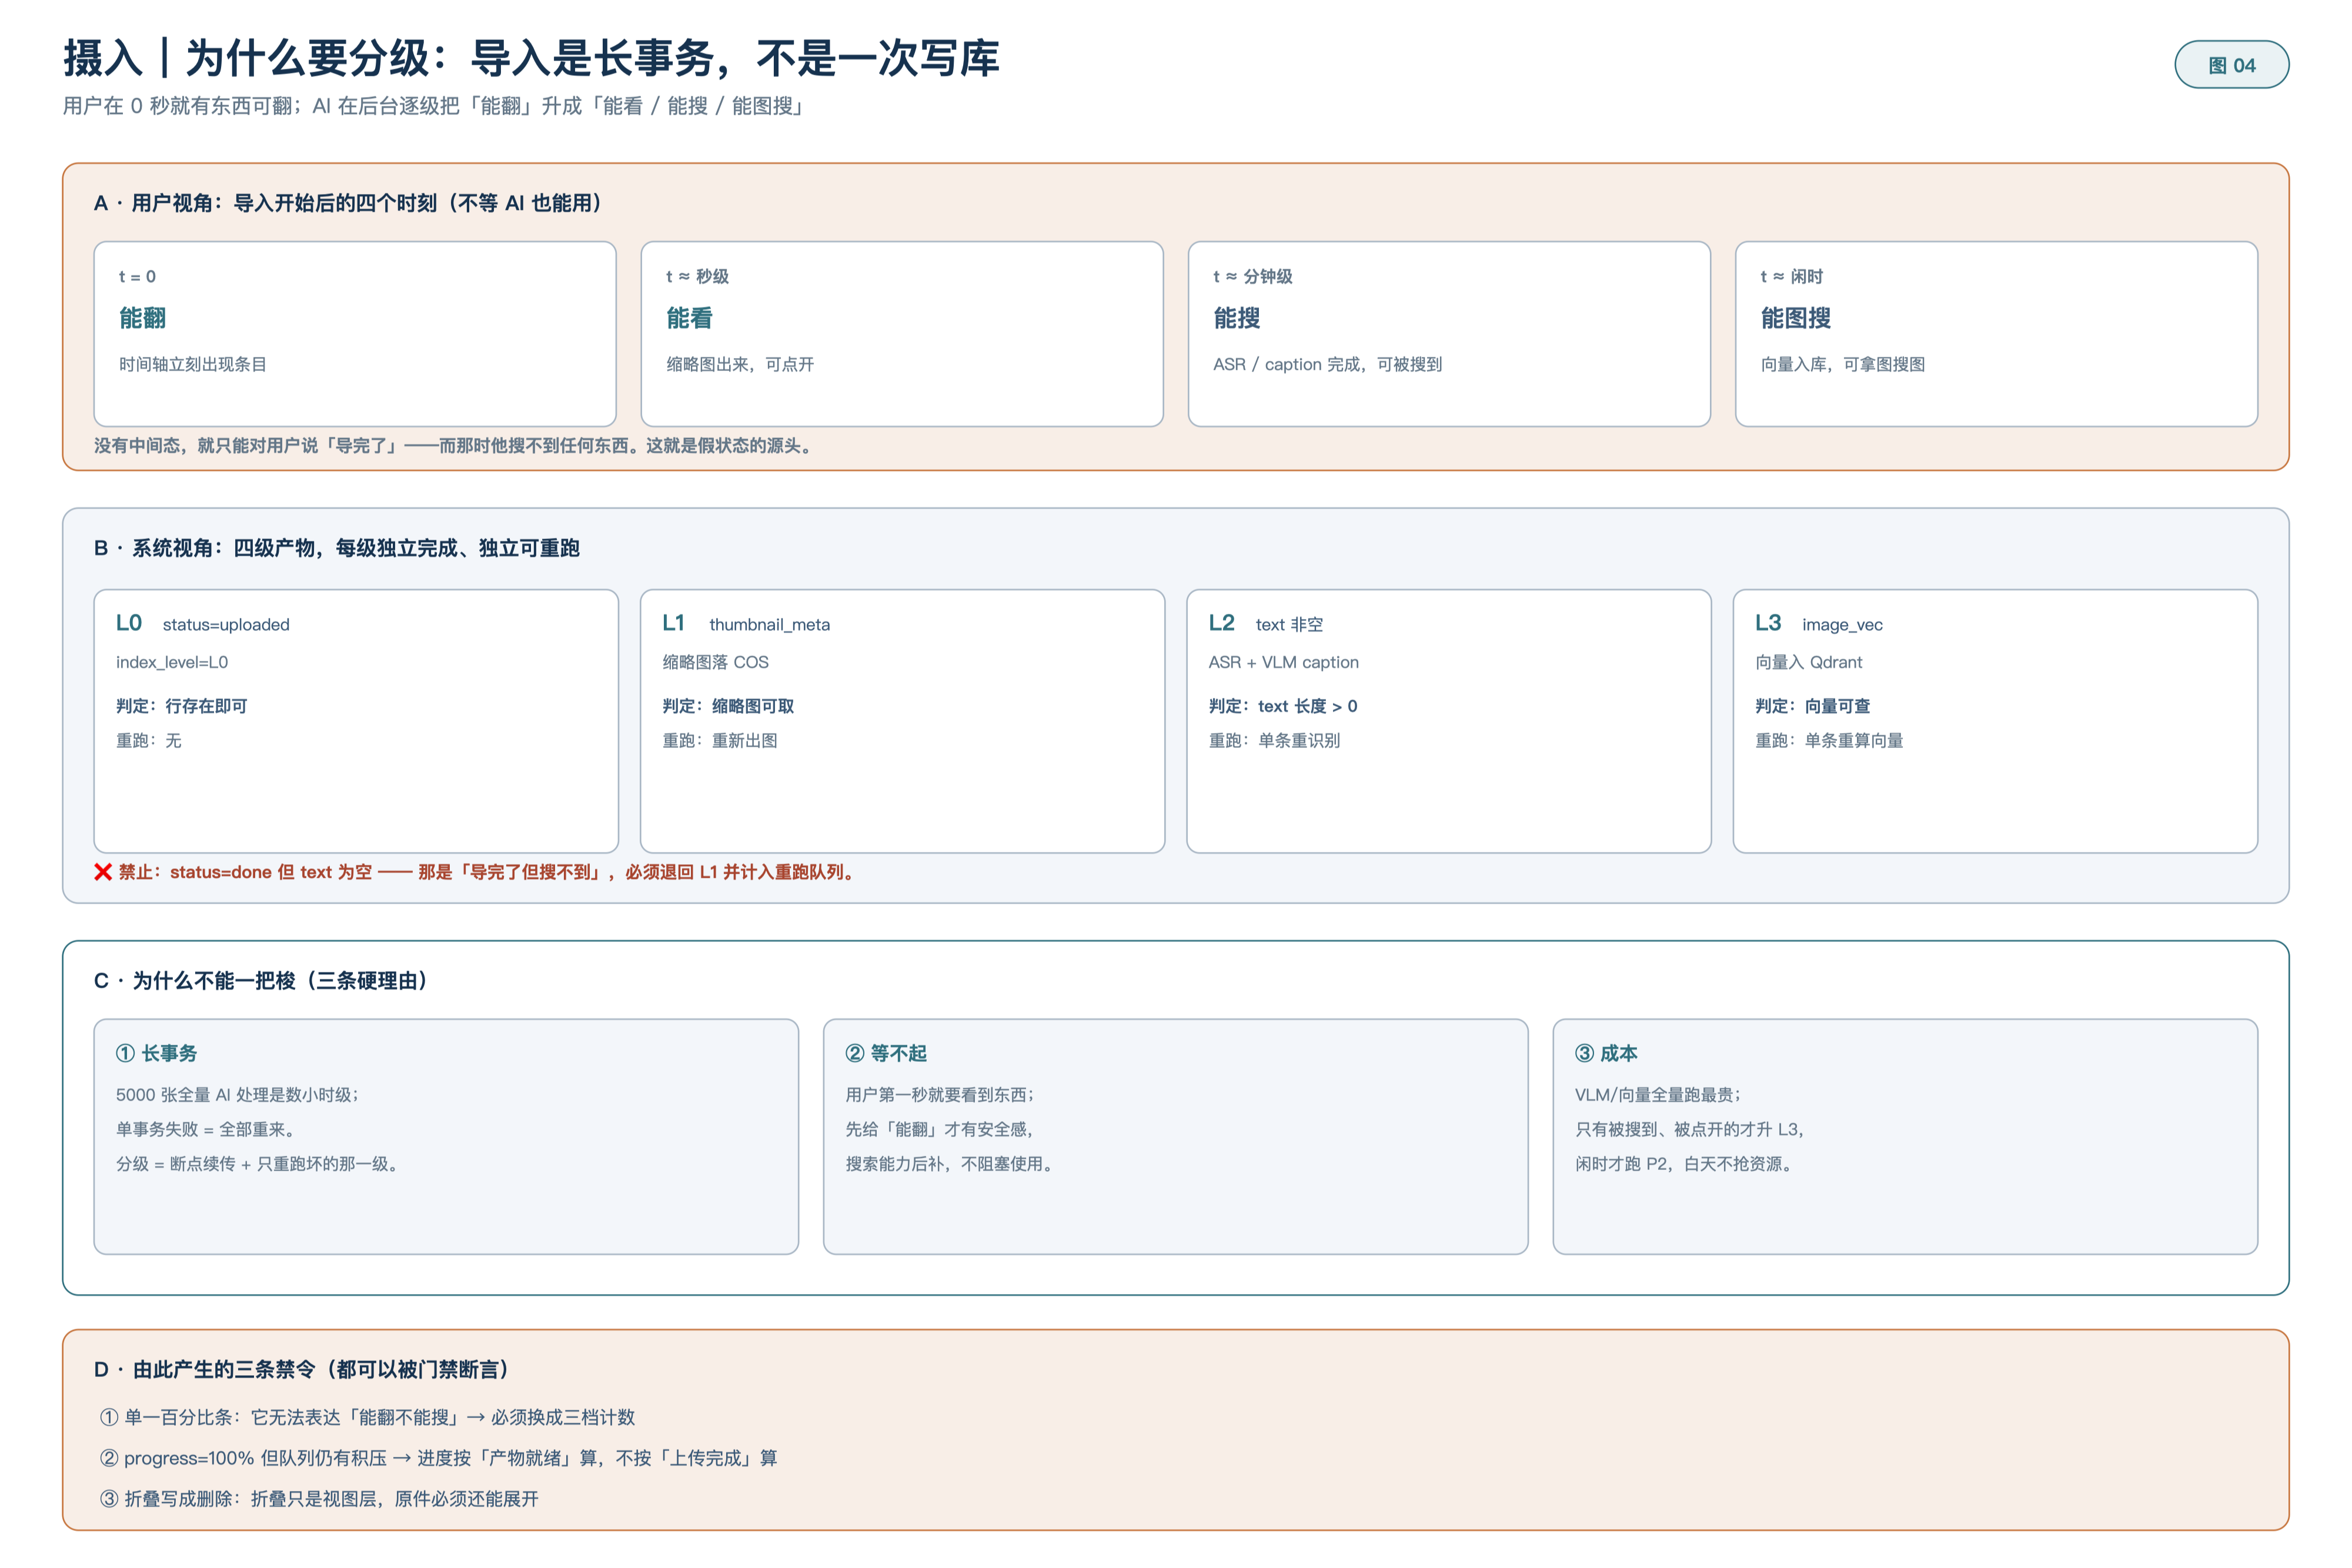 摄入｜为什么要分级：导入是长事务，不是一次写库
图 04
用户在 0 秒就有东西可翻；AI 在后台逐级把「能翻」升成「能看 / 能搜 / 能图搜」
A · 用户视角：导入开始后的四个时刻（不等 AI 也能用）
t = 0
能翻
时间轴立刻出现条目
t ≈ 秒级
能看
缩略图出来，可点开
t ≈ 分钟级
能搜
ASR / caption 完成，可被搜到
t ≈ 闲时
能图搜
向量入库，可拿图搜图
没有中间态，就只能对用户说「导完了」——而那时他搜不到任何东西。这就是假状态的源头。
B · 系统视角：四级产物，每级独立完成、独立可重跑
L0 status=uploaded
index_level=L0
判定：行存在即可
重跑：无
L1 thumbnail_meta
缩略图落 COS
判定：缩略图可取
重跑：重新出图
L2 text 非空
ASR + VLM caption
判定：text 长度 > 0
重跑：单条重识别
L3 image_vec
向量入 Qdrant
判定：向量可查
重跑：单条重算向量
❌ 禁止：status=done 但 text 为空 —— 那是「导完了但搜不到」，必须退回 L1 并计入重跑队列。
C · 为什么不能一把梭（三条硬理由）
① 长事务
5000 张全量 AI 处理是数小时级；
单事务失败 = 全部重来。
分级 = 断点续传 + 只重跑坏的那一级。
② 等不起
用户第一秒就要看到东西；
先给「能翻」才有安全感，
搜索能力后补，不阻塞使用。
③ 成本
VLM/向量全量跑最贵；
只有被搜到、被点开的才升 L3，
闲时才跑 P2，白天不抢资源。
D · 由此产生的三条禁令（都可以被门禁断言）
① 单一百分比条：它无法表达「能翻不能搜」→ 必须换成三档计数
② progress=100% 但队列仍有积压 → 进度按「产物就绪」算，不按「上传完成」算
③ 折叠写成删除：折叠只是视图层，原件必须还能展开